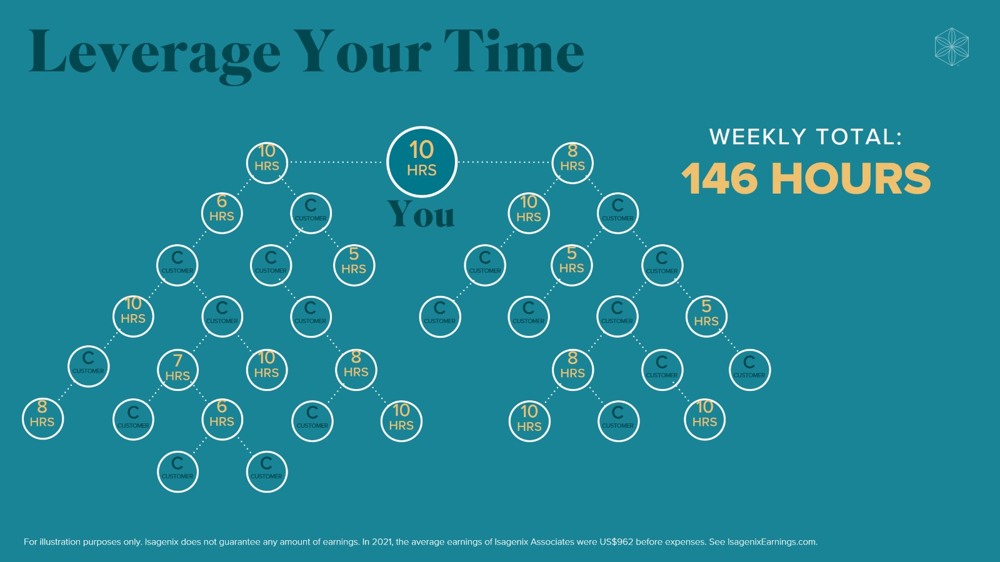 Leverage Your Time
WEEKLY TOTAL:
146 HOURS
10
HRS
10
HRS
8
HRS
You
6
HRS
C
CUSTOMER
10
HRS
C
CUSTOMER
C
CUSTOMER
C
CUSTOMER
5
HRS
C
CUSTOMER
5
HRS
C
CUSTOMER
10
HRS
C
CUSTOMER
C
CUSTOMER
C
CUSTOMER
C
CUSTOMER
C
CUSTOMER
5
HRS
C
CUSTOMER
7
HRS
10
HRS
8
HRS
8
HRS
C
CUSTOMER
C
CUSTOMER
8
HRS
C
CUSTOMER
6
HRS
C
CUSTOMER
10
HRS
10
HRS
C
CUSTOMER
10
HRS
C
CUSTOMER
C
CUSTOMER
For illustration purposes only. Isagenix does not guarantee any amount of earnings. In 2021, the average earnings of Isagenix Associates were US$962 before expenses. See IsagenixEarnings.com.